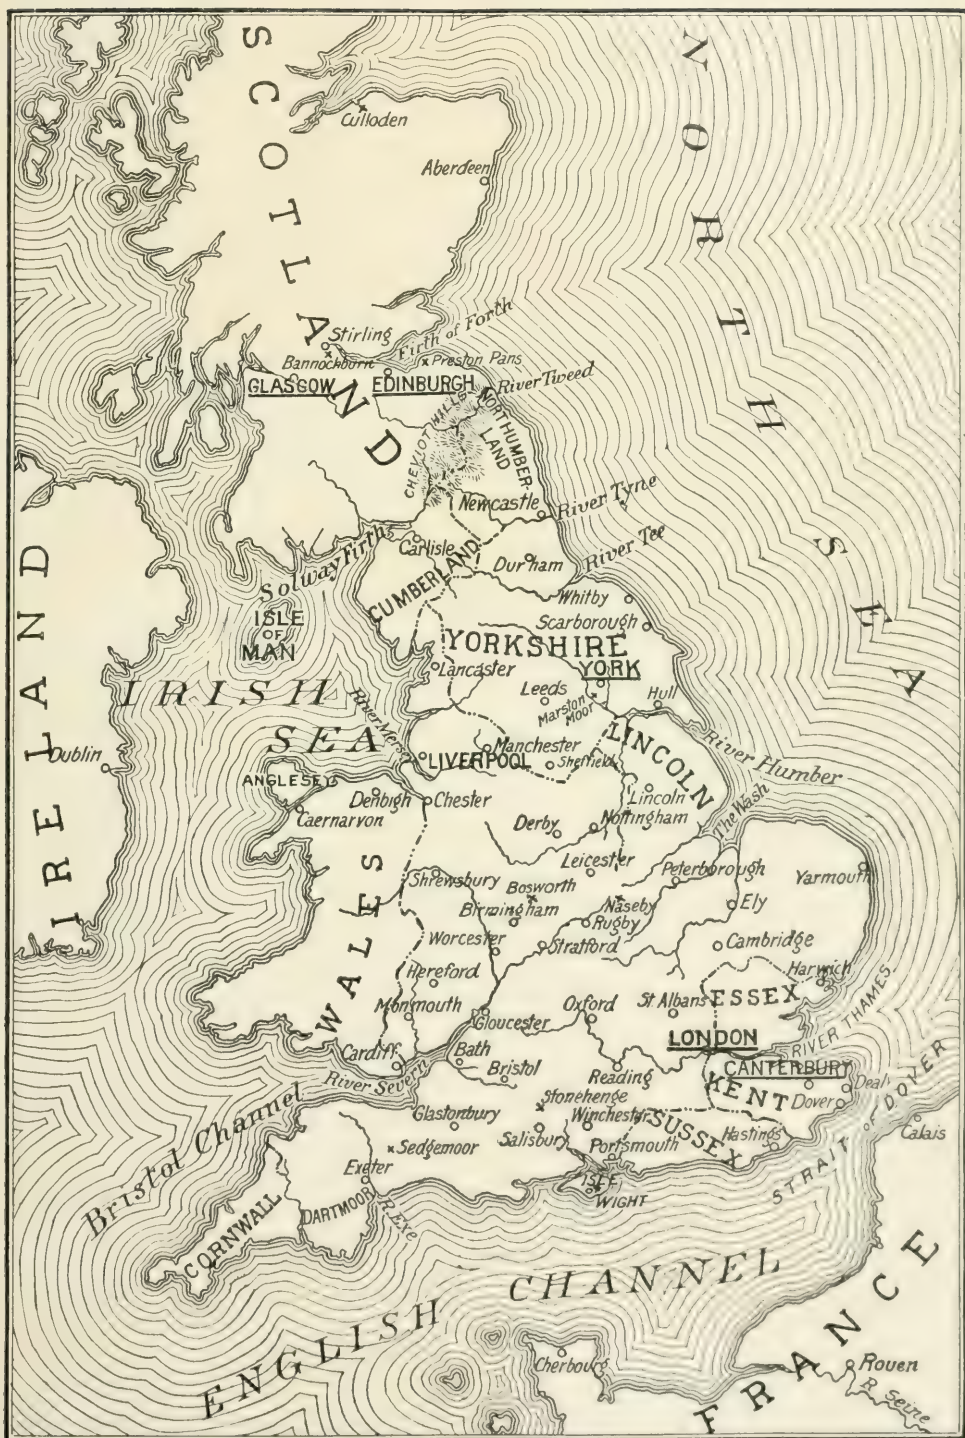 SCOTLAND
NORTH SEA
Culloden
Aberdeen
Stirling
Firth of Forth
Bannockburn
Preston Pans
GLASGOW
EDINBURGH
River Tweed
CHEVIOT HILLS
NORTHUMBER-
LAND
Newcastle
River Tyne
Solway Firth
Carlisle
CUMBERLAND
Durham
River Tee
Whitby
ISLE
OF
MAN
Scarborough
YORKSHIRE
YORK
Lancaster
Leeds
Marston
Moor
Hull
IRELAND
IRISH
SEA
River Mers
Dublin
Manchester
LIVERPOOL
Sheffield
LINCOLN
River Humber
ANGLESEY
Denbigh
Chester
Caernarvon
Lincoln
The Wash
Derby
Nottingham
Leicester
Peterborough
Yarmouth
Shrewsbury
Bosworth
Naseby
Ely
Birmingham
Rugby
WALES
Worcester
Stratford
Cambridge
Hereford
Harwich
Monmouth
Oxford
St Albans
ESSEX
Gloucester
LONDON
RIVER THAMES
Cardiff
Bath
River Severn
Bristol
Reading
CANTERBURY
KENT
Deal
Dover
Stonehenge
Glastonbury
Winchester
SUSSEX
Bristol Channel
Sedgemoor
Salisbury
Portsmouth
Hastings
STRAIT OF DOVER
Calais
Exeter
ISLE
WIGHT
CORNWALL
DARTMOOR
R. Exe
ENGLISH CHANNEL
Cherbourg
FRANCE
Rouen
R. Seine